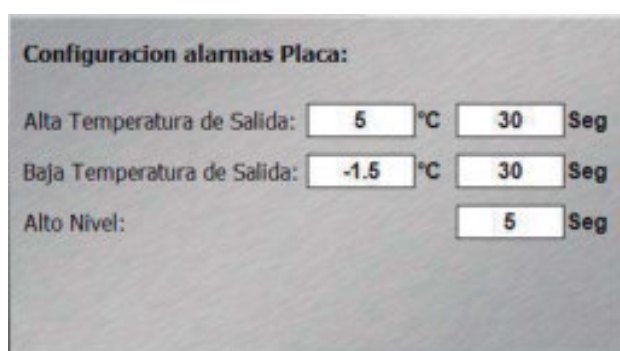 Configuracion alarmas Placa:
Alta Temperatura de Salida: 5 °C 30 Seg
Baja Temperatura de Salida: -1.5 °C 30 Seg
Alto Nivel: 5 Seg